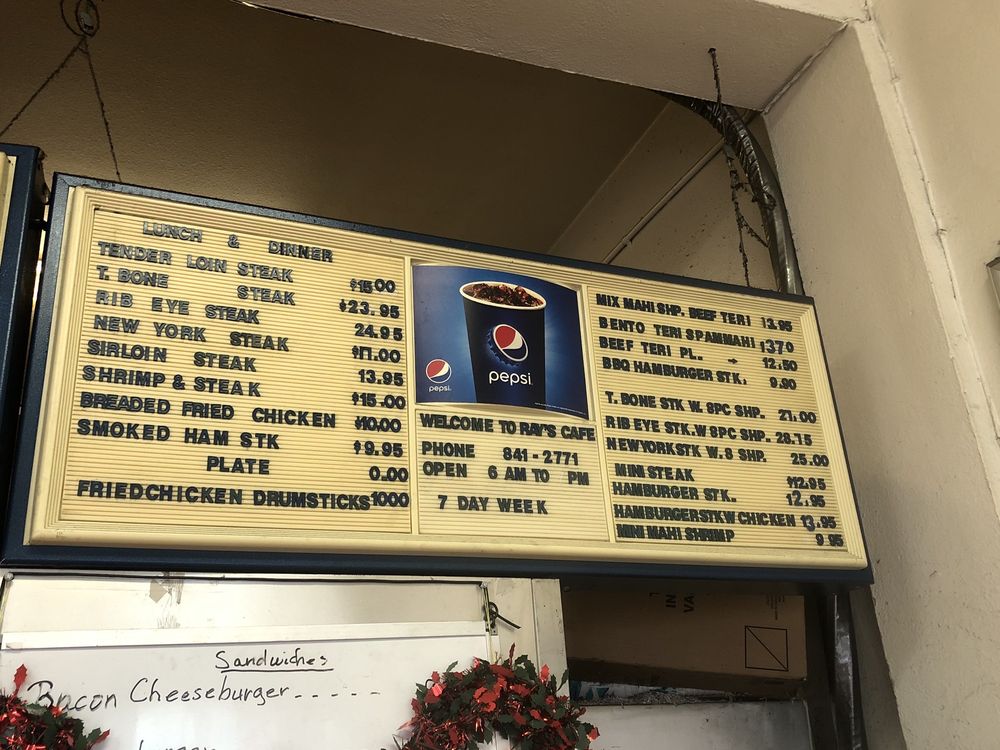 LUNCH & DINNER
TENDER LOIN STEAK $15.00
T. BONE STEAK $23.95
RIB EYE STEAK 24.95
NEW YORK STEAK $17.00
SIRLOIN STEAK 13.95
SHRIMP & STEAK $15.00
BREADED FRIED CHICKEN $10.00
SMOKED HAM STK $9.95
PLATE 0.00
FRIEDCHICKEN DRUMSTICKS 1000
pepsi
pepsi
WELCOME TO RAY'S CAFE
PHONE 841-2771
OPEN 6 AM TO PM
7 DAY WEEK
MIX MAHI SHP. BEEF TERI 13.95
BENTO TERI SPAMMAHI 1370
BEEF TERI PL.. → 12.50
BBQ HAMBURGER STK. 9.90
T. BONE STK W. 8PC SHP. 27.00
RIB EYE STK.W 8PC SHP. 28.15
NEWYORKSTK W. 8 SHP. 25.00
MINI STEAK $12.95
HAMBURGER STK. 12.95
HAMBURGERSTKW.CHICKEN 13.95
MINI MAHI SHRIMP 9 95
IN
VA
Sandwiches
Bacon Cheeseburger - - - - -